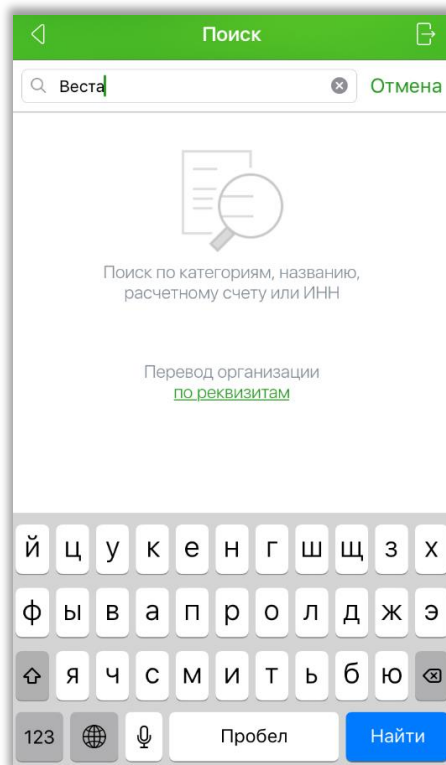 Поиск
Веста
Отмена
Поиск по категориям, названию,
расчетному счету или ИНН
Перевод организации
по реквизитам
й ц у к е н г ш щ з х
ф ы в а п р о л д ж э
я ч с м и т ь б ю
123 Пробел Найти